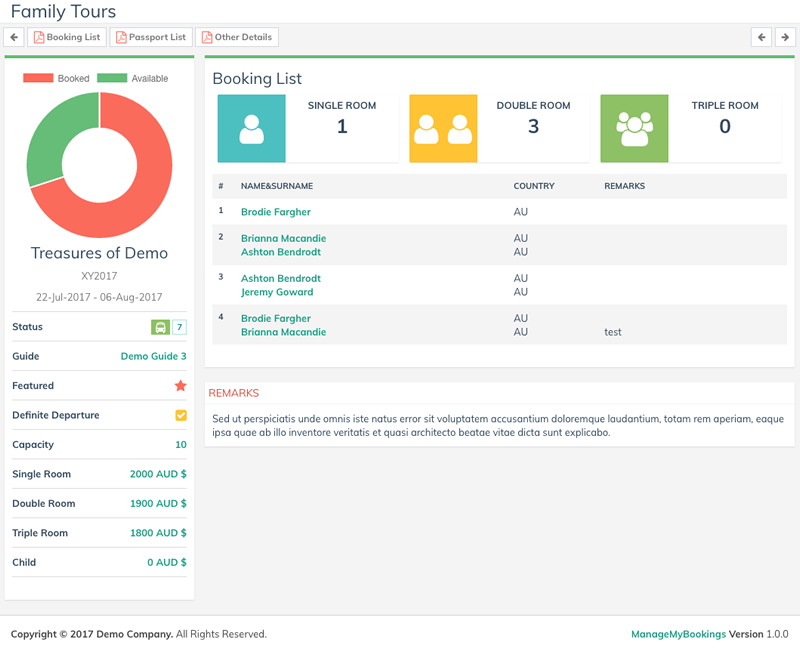 Family Tours
Booking List
Passport List
Other Details
Booked
Available
Treasures of Demo
XY2017
22-Jul-2017 - 06-Aug-2017
Status 7
Guide Demo Guide 3
Featured
Definite Departure
Capacity 10
Single Room 2000 AUD $
Double Room 1900 AUD $
Triple Room 1800 AUD $
Child 0 AUD $
Booking List
SINGLE ROOM
1
DOUBLE ROOM
3
TRIPLE ROOM
0
# NAME&SURNAME COUNTRY REMARKS
1 Brodie Fargher AU
2 Brianna Macandie AU
Ashton Bendrodt AU
3 Ashton Bendrodt AU
Jeremy Goward AU
4 Brodie Fargher AU
Brianna Macandie AU test
REMARKS
Sed ut perspiciatis unde omnis iste natus error sit voluptatem accusantium doloremque laudantium, totam rem aperiam, eaque
ipsa quae ab illo inventore veritatis et quasi architecto beatae vitae dicta sunt explicabo.
Copyright © 2017 Demo Company. All Rights Reserved.
ManageMyBookings Version 1.0.0